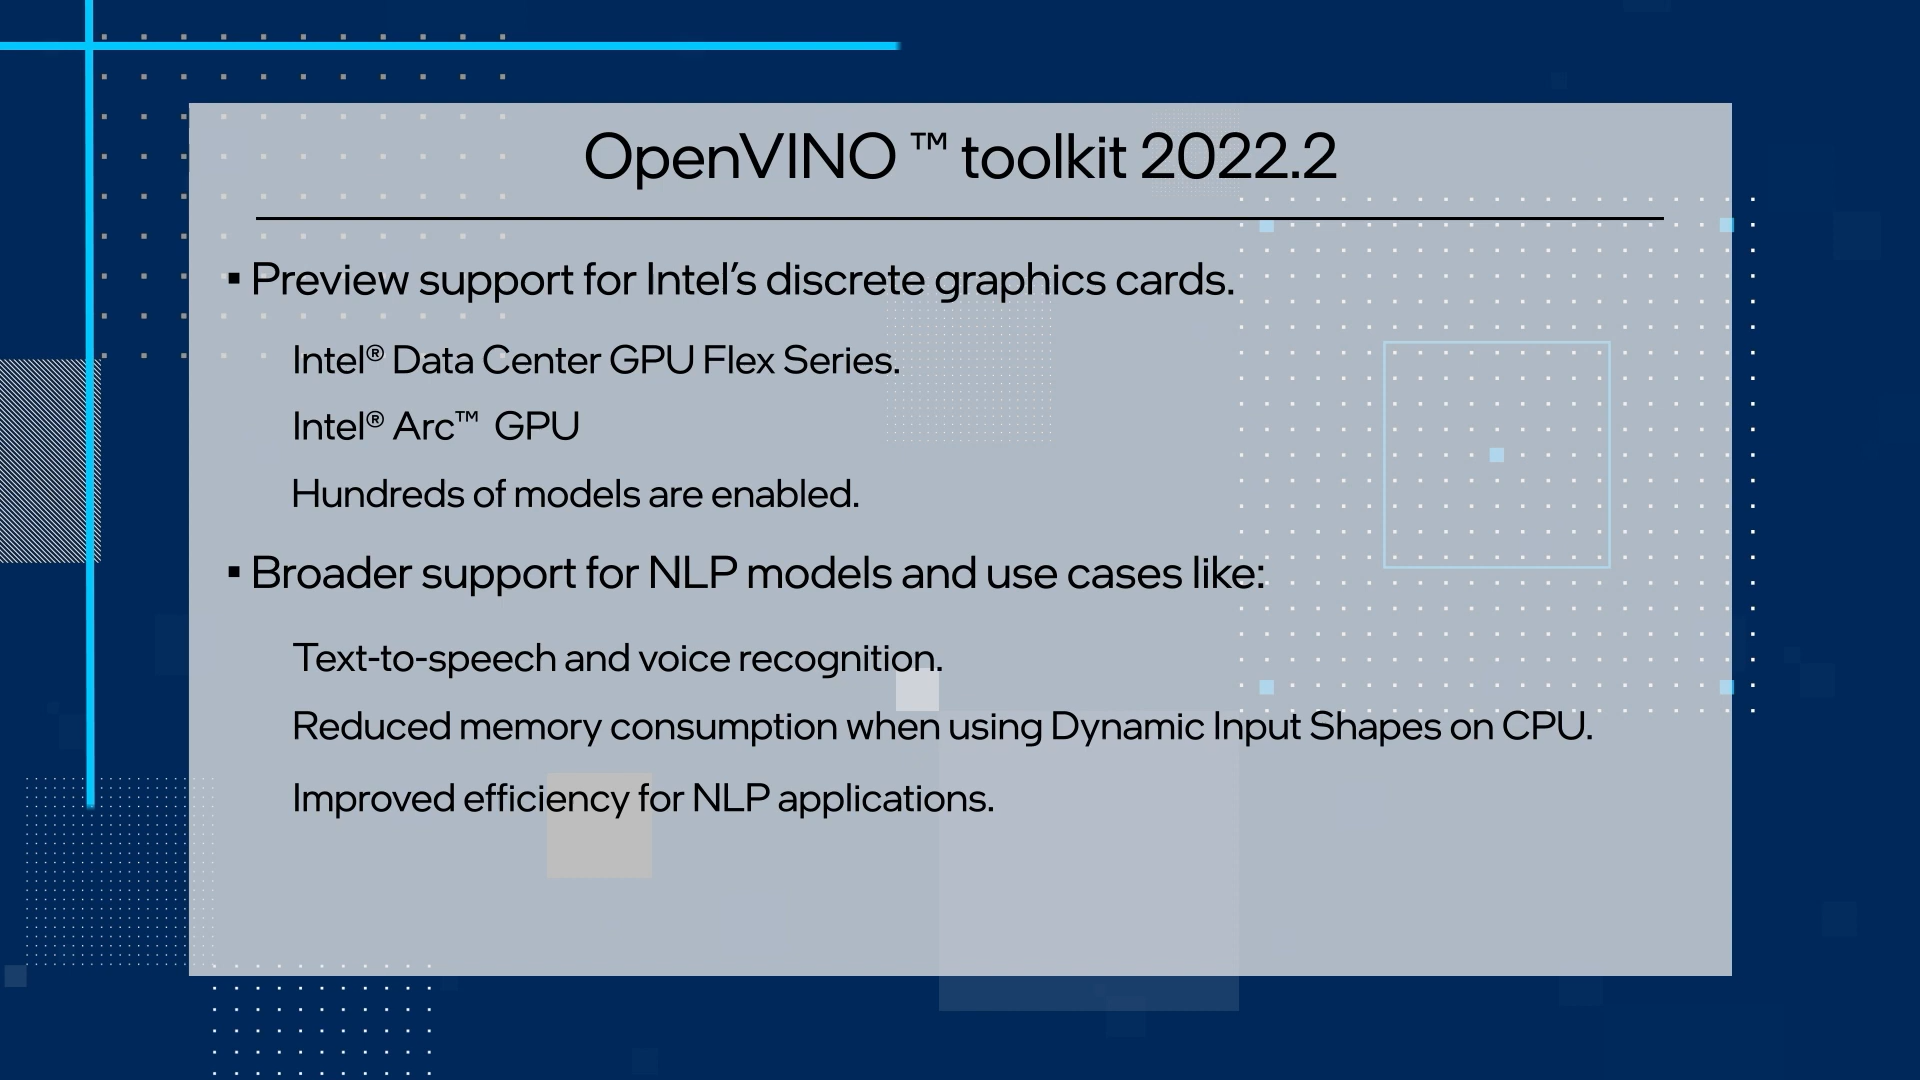 OpenVINO ™ toolkit 2022.2
▪ Preview support for Intel’s discrete graphics cards.
Intel® Data Center GPU Flex Series.
Intel® Arc™ GPU
Hundreds of models are enabled.
▪ Broader support for NLP models and use cases like:
Text-to-speech and voice recognition.
Reduced memory consumption when using Dynamic Input Shapes on CPU.
Improved efficiency for NLP applications.